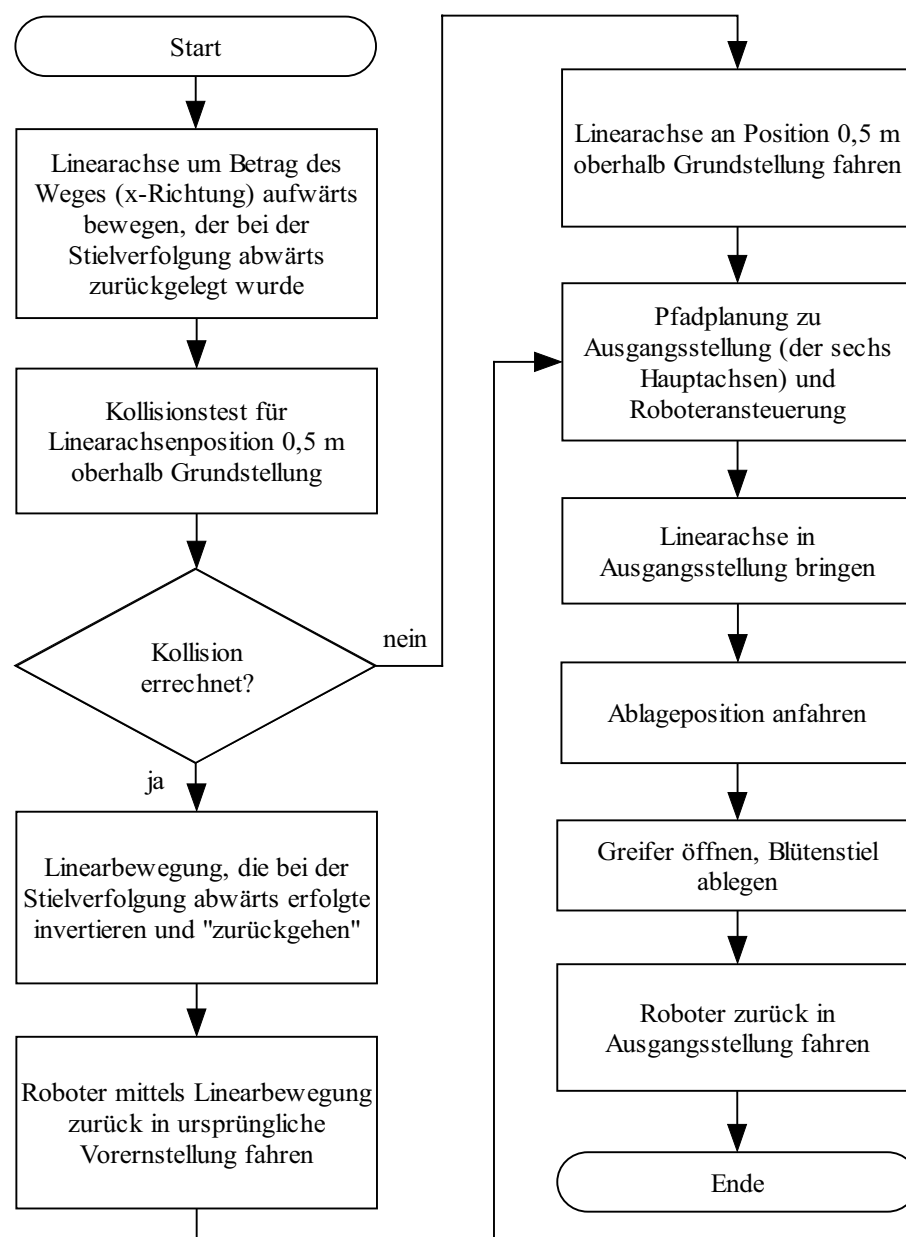 Start
Linearachse um Betrag des
Weges (x-Richtung) aufwärts
bewegen, der bei der
Stielverfolgung abwärts
zurückgelegt wurde
Kollisionstest für
Linearachsenposition 0,5 m
oberhalb Grundstellung
Kollision
errechnet?
nein
ja
Linearbewegung, die bei der
Stielverfolgung abwärts erfolgte
invertieren und "zurückgehen"
Roboter mittels Linearbewegung
zurück in ursprüngliche
Vorernstellung fahren
Linearachse an Position 0,5 m
oberhalb Grundstellung fahren
Pfadplanung zu
Ausgangsstellung (der sechs
Hauptachsen) und
Roboteransteuerung
Linearachse in
Ausgangsstellung bringen
Ablageposition anfahren
Greifer öffnen, Blütenstiel
ablegen
Roboter zurück in
Ausgangsstellung fahren
Ende